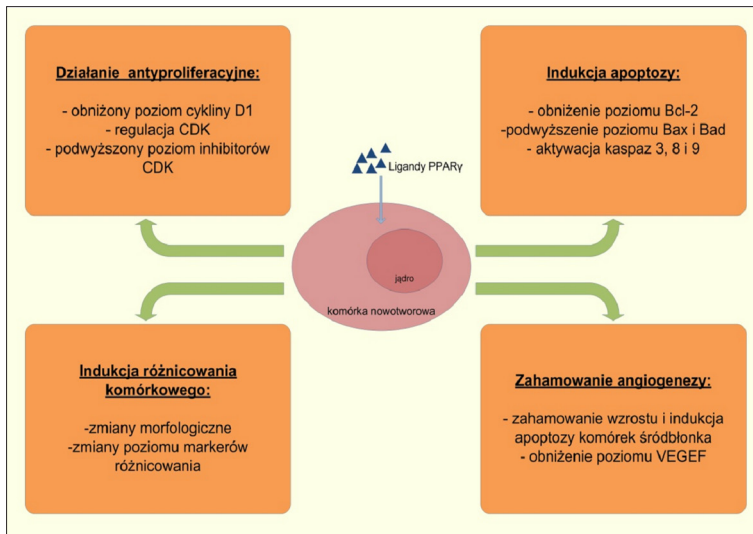 Działanie antyproliferacyjne:
- obniżony poziom cykliny D1
- regulacja CDK
- podwyższony poziom inhibitorów
CDK
Indukcja apoptozy:
- obniżenie poziomu Bcl-2
-podwyższenie poziomu Bax i Bad
- aktywacja kaspaz 3, 8 i 9
Ligandy PPARγ
jądro
komórka nowotworowa
Indukcja różnicowania
komórkowego:
-zmiany morfologiczne
-zmiany poziomu markerów
różnicowania
Zahamowanie angiogenezy:
- zahamowanie wzrostu i indukcja
apoptozy komórek śródbłonka
- obniżenie poziomu VEGEF